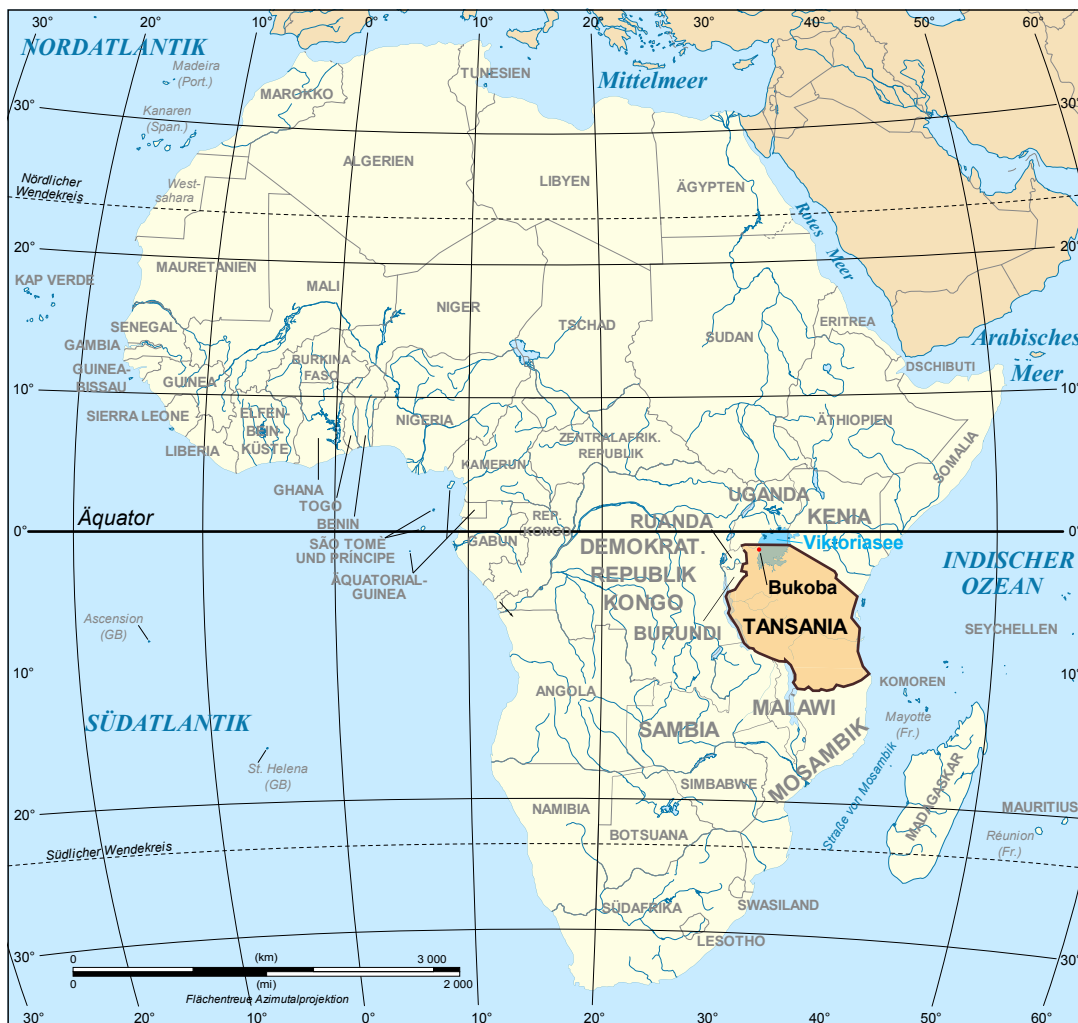 30°
20°
10°
0°
10°
20°
30°
40°
50°
60°
NORDATLANTIK
Madeira
(Port.)
TUNESIEN
Mittelmeer
MAROKKO
30°
30°
Kanaren
(Span.)
ALGERIEN
LIBYEN
ÄGYPTEN
Nördlicher
Wendekreis
West-
sahara
Rotes
Meer
20°
20°
KAP VERDE
MAURETANIEN
MALI
NIGER
TSCHAD
SUDAN
ERITREA
SENEGAL
GAMBIA
Arabisches
Meer
GUINEA-
BISSAU
GUINEA
BURKINA
FASO
DSCHIBUTI
10°
10°
SIERRA LEONE
ELFEN-
BEIN-
KÜSTE
NIGERIA
ÄTHIOPIEN
LIBERIA
ZENTRALAFRIK.
REPUBLIK
SOMALIA
KAMERUN
GHANA
TOGO
BENIN
UGANDA
KENIA
REP.
KONGO
RUANDA
0°
Äquator
0°
SÃO TOMÉ
UND PRÍNCIPE
GABUN
DEMOKRAT.
REPUBLIK
KONGO
Viktoriasee
INDISCHER
OZEAN
ÄQUATORIAL-
GUINEA
Bukoba
Ascension
(GB)
BURUNDI
TANSANIA
SEYCHELLEN
10°
10°
ANGOLA
KOMOREN
SÜDATLANTIK
SAMBIA
MALAWI
Mayotte
(Fr.)
MOSAMBIK
St. Helena
(GB)
SIMBABWE
Straße von Mosambik
MADAGASKAR
NAMIBIA
MAURITIUS
20°
20°
BOTSUANA
Réunion
(Fr.)
Südlicher Wendekreis
SÜDAFRIKA
SWASILAND
LESOTHO
30°
30°
0
(km)
3 000
0
(mi)
2 000
Flächentreue Azimutalprojektion
30°
20°
10°
0°
10°
20°
30°
40°
50°
60°